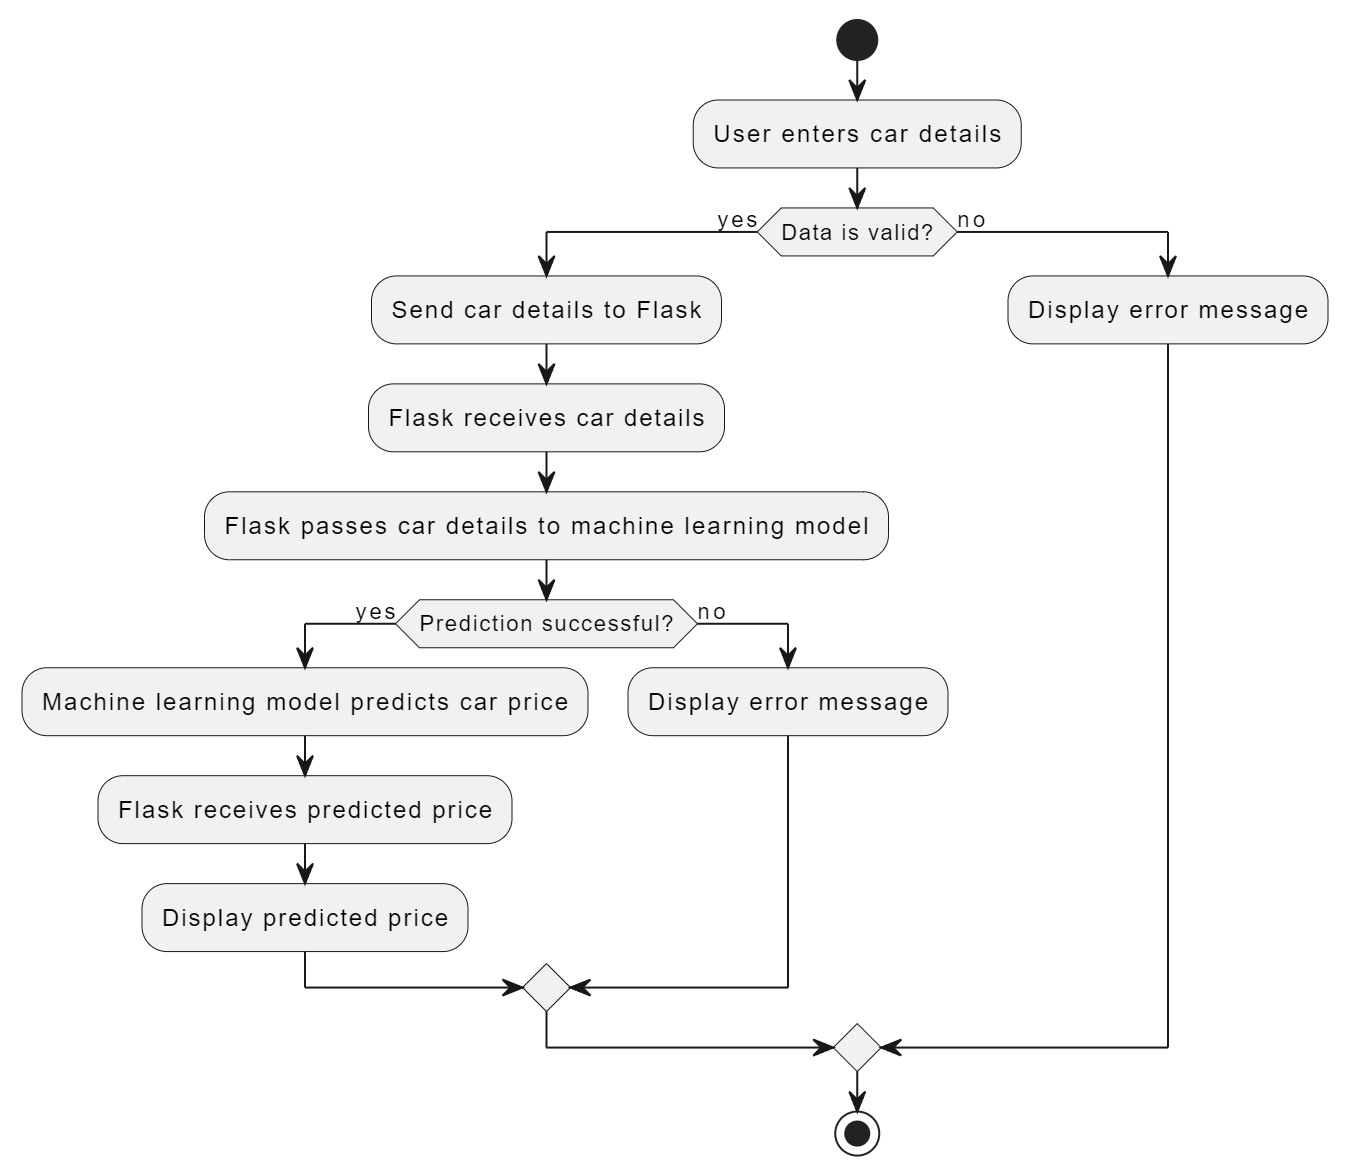 User enters car details
yes
Data is valid?
no
Send car details to Flask
Display error message
Flask receives car details
Flask passes car details to machine learning model
yes
Prediction successful?
no
Machine learning model predicts car price
Display error message
Flask receives predicted price
Display predicted price